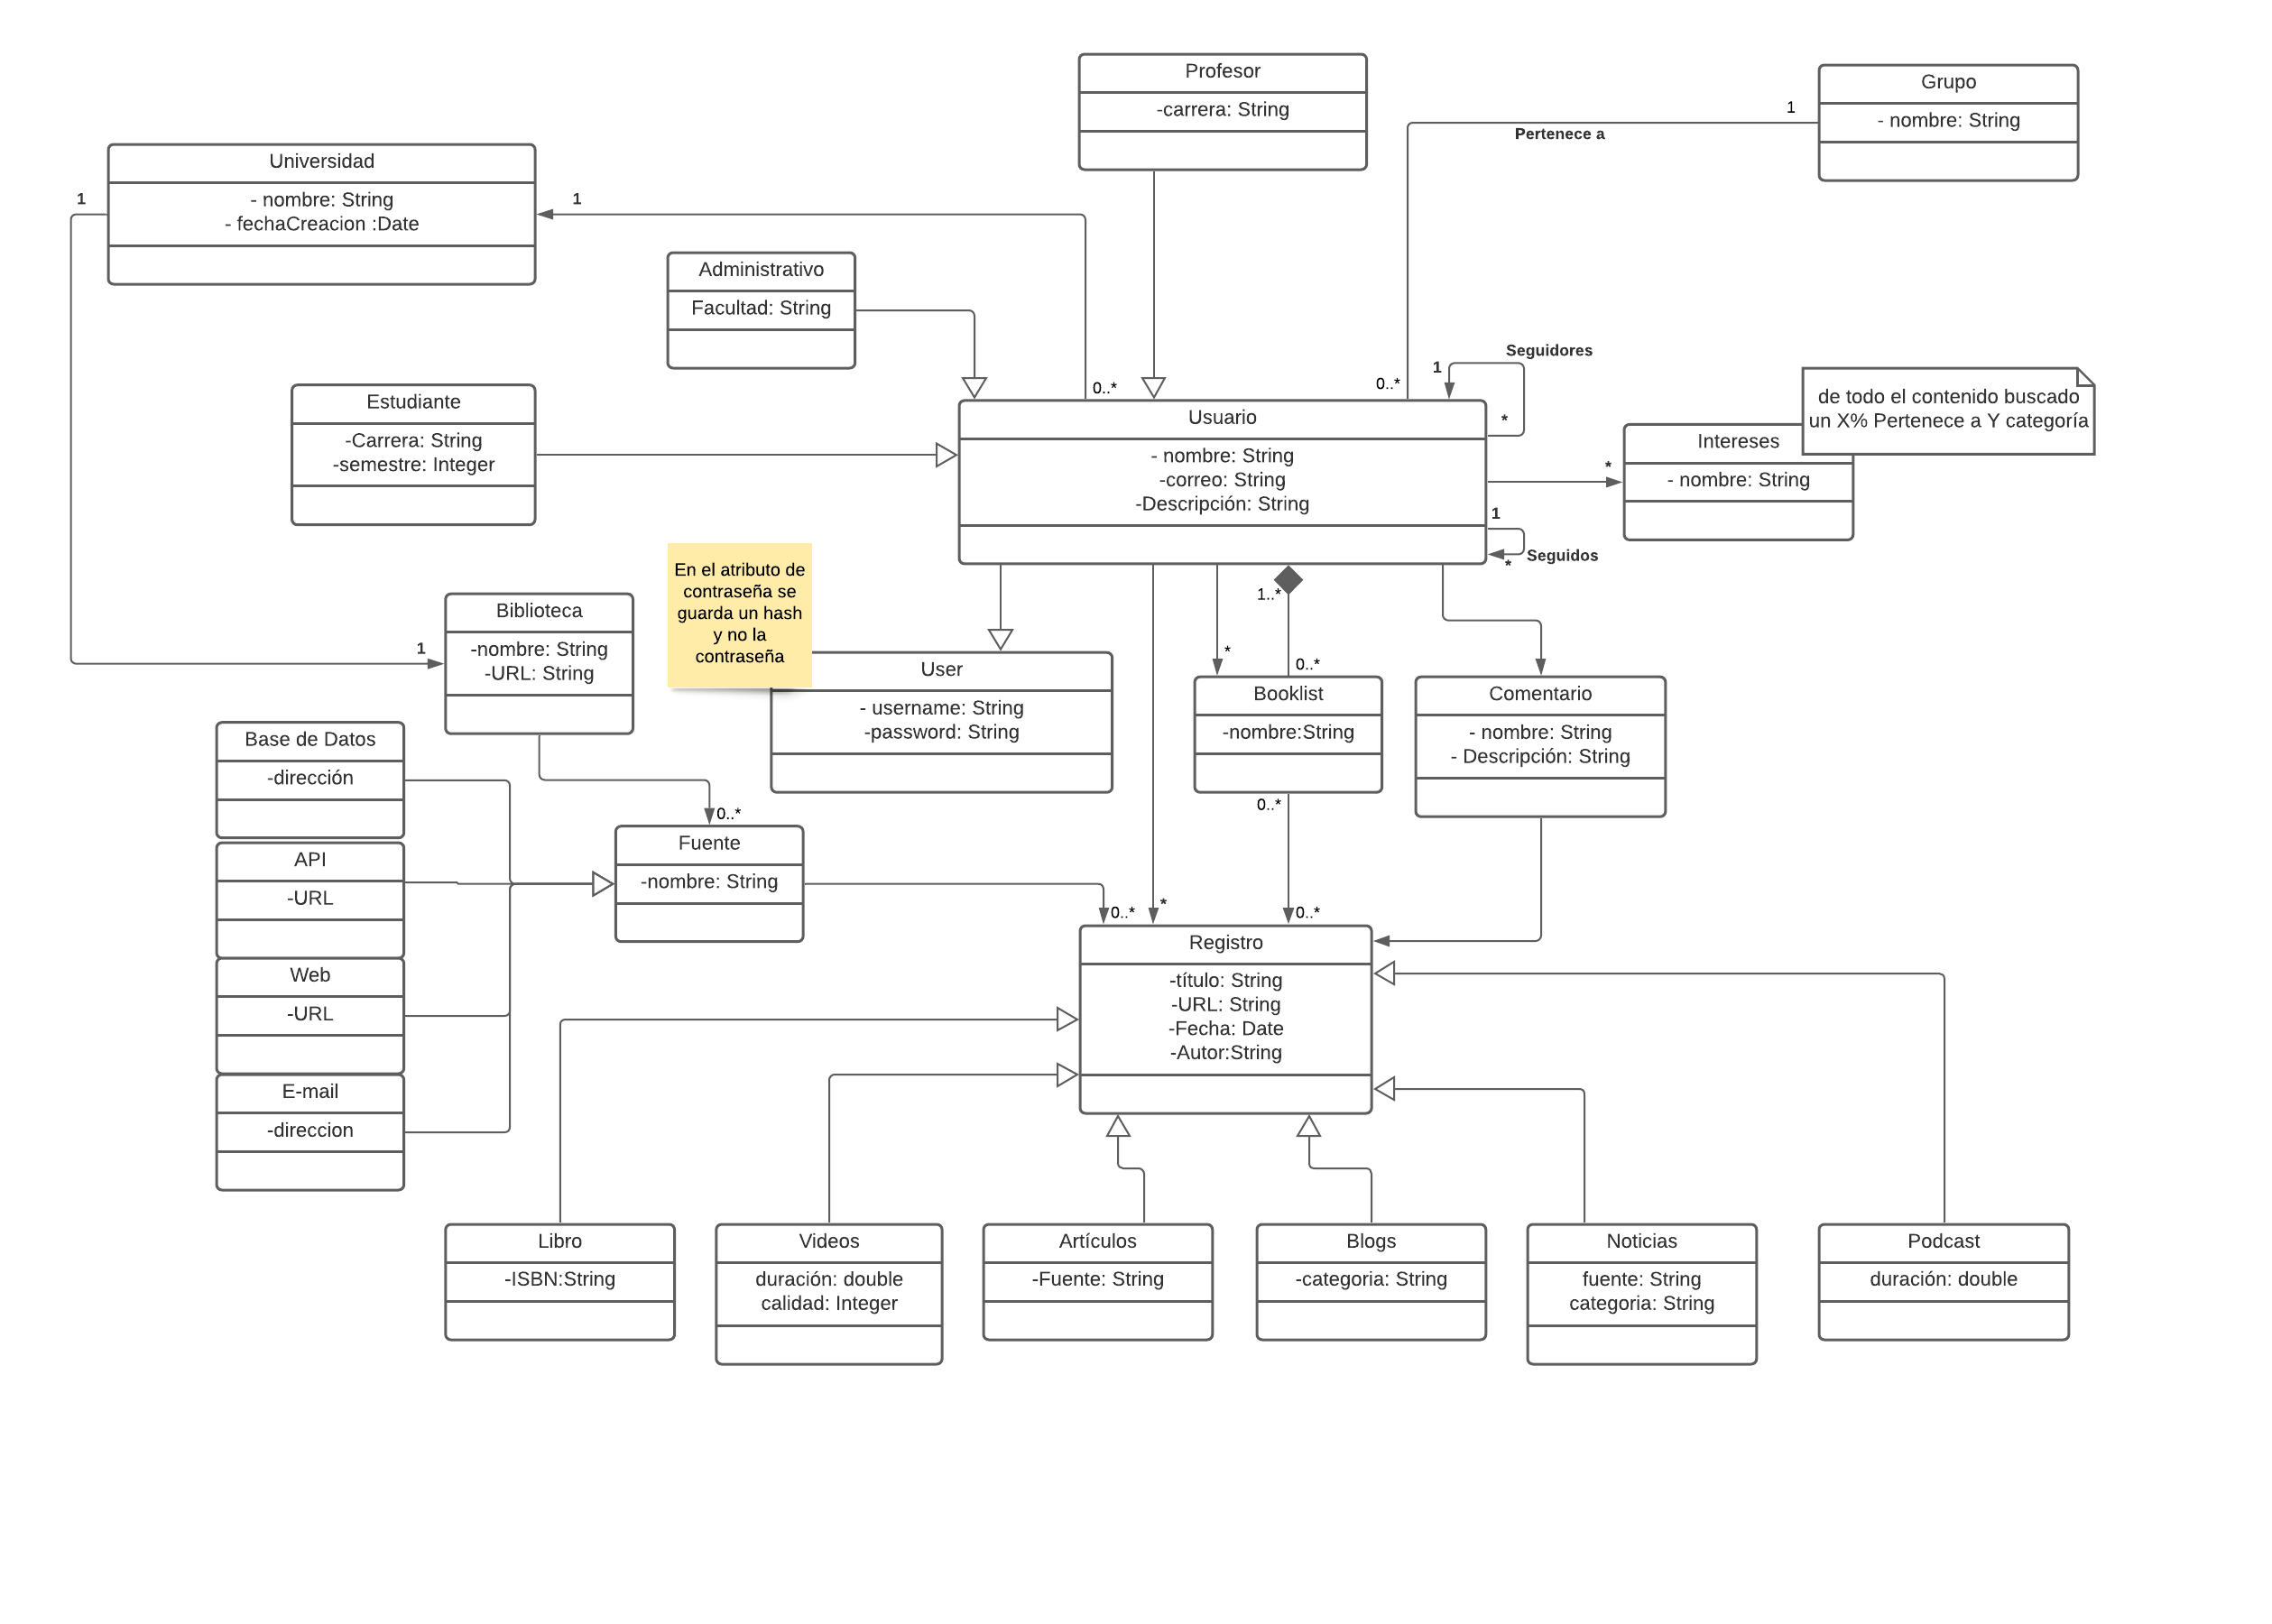 Profesor
-carrera: String
Grupo
- nombre: String
1
Pertenece a
Universidad
- nombre: String
- fechaCreacion :Date
1
1
Administrativo
Facultad: String
0..*
0..*
Seguidores
1
*
Estudiante
-Carrera: String
-semestre: Integer
Usuario
- nombre: String
-correo: String
-Descripción: String
de todo el contenido buscado
un X% Pertenece a Y categoría
Intereses
- nombre: String
*
1
Seguidos
*
En el atributo de
contraseña se
guarda un hash
y no la
contraseña
Biblioteca
-nombre: String
-URL: String
1
1..*
*
0..*
User
- username: String
-password: String
Booklist
-nombre:String
Comentario
- nombre: String
- Descripción: String
Base de Datos
-dirección
0..*
0..*
Fuente
-nombre: String
API
-URL
0..*
*
0..*
Web
-URL
Registro
-título: String
-URL: String
-Fecha: Date
-Autor:String
E-mail
-direccion
Libro
-ISBN:String
Videos
duración: double
calidad: Integer
Artículos
-Fuente: String
Blogs
-categoria: String
Noticias
fuente: String
categoria: String
Podcast
duración: double